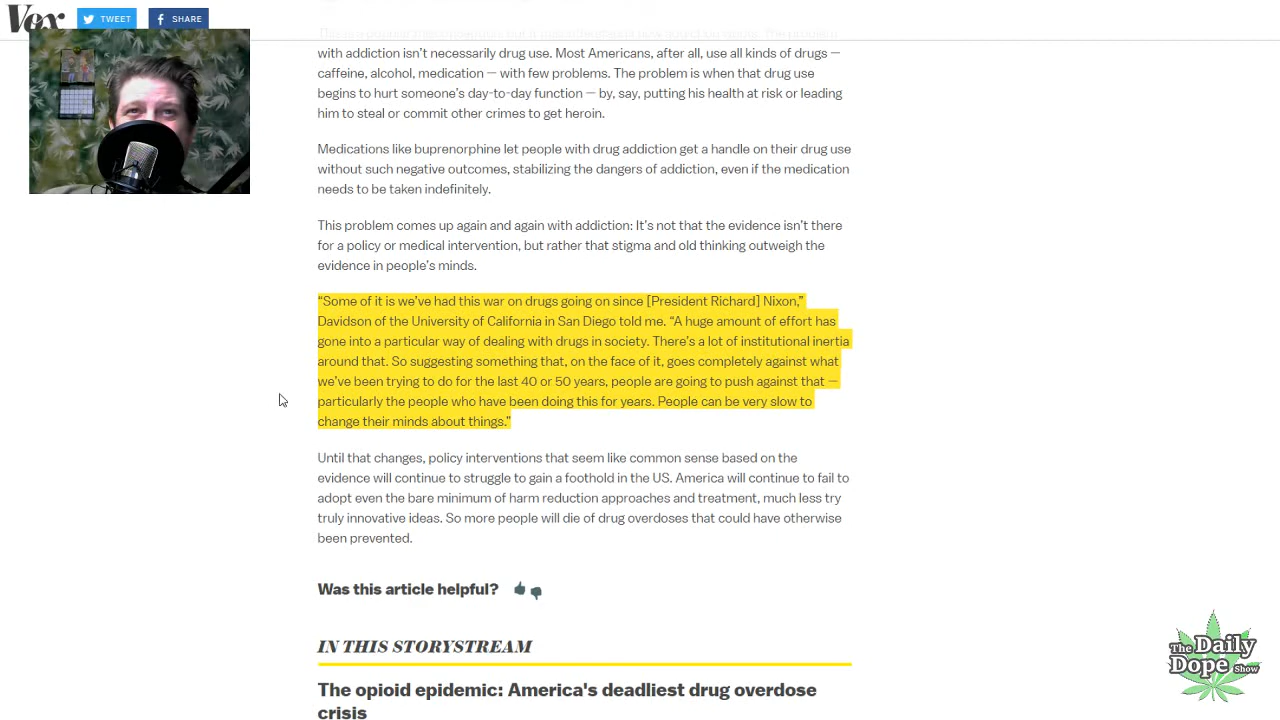 Vox
TWEET
SHARE
with addiction isn't necessarily drug use. Most Americans, after all, use all kinds of drugs —
caffeine, alcohol, medication — with few problems. The problem is when that drug use
begins to hurt someone's day-to-day function — by, say, putting his health at risk or leading
him to steal or commit other crimes to get heroin.
Medications like buprenorphine let people with drug addiction get a handle on their drug use
without such negative outcomes, stabilizing the dangers of addiction, even if the medication
needs to be taken indefinitely.
This problem comes up again and again with addiction: It's not that the evidence isn't there
for a policy or medical intervention, but rather that stigma and old thinking outweigh the
evidence in people's minds.
“Some of it is we've had this war on drugs going on since [President Richard] Nixon,”
Davidson of the University of California in San Diego told me. “A huge amount of effort has
gone into a particular way of dealing with drugs in society. There's a lot of institutional inertia
around that. So suggesting something that, on the face of it, goes completely against what
we've been trying to do for the last 40 or 50 years, people are going to push against that —
particularly the people who have been doing this for years. People can be very slow to
change their minds about things.”
Until that changes, policy interventions that seem like common sense based on the
evidence will continue to struggle to gain a foothold in the US. America will continue to fail to
adopt even the bare minimum of harm reduction approaches and treatment, much less try
truly innovative ideas. So more people will die of drug overdoses that could have otherwise
been prevented.
Was this article helpful?
IN THIS STORYSTREAM
The opioid epidemic: America's deadliest drug overdose
crisis
The Daily
Dope Show